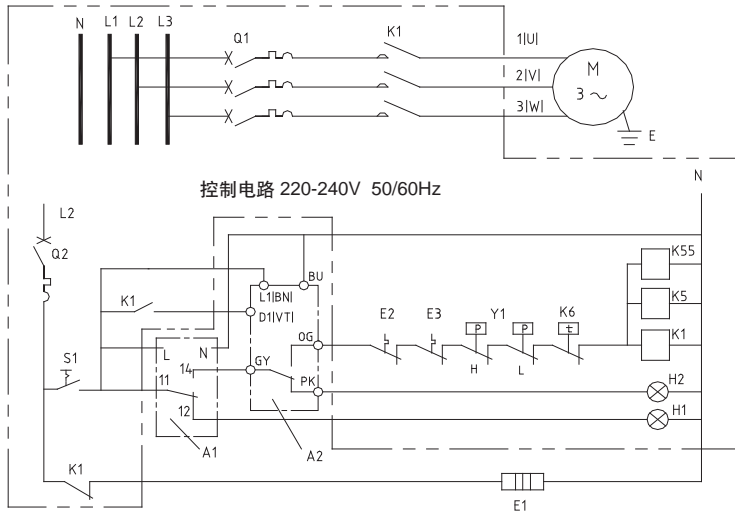 N L1 L2 L3
Q1
K1
1|U|
2|V|
3|W|
M
3 ~
E
控制电路 220-240V 50/60Hz
N
L2
Q2
BU
L1|BN|
K1
D1|VT|
K55
K5
K1
E2
E3
Y1
K6
P
P
t
H
L
OG
S1
L
N
14
GY
11
PK
H2
12
H1
A1
A2
K1
E1